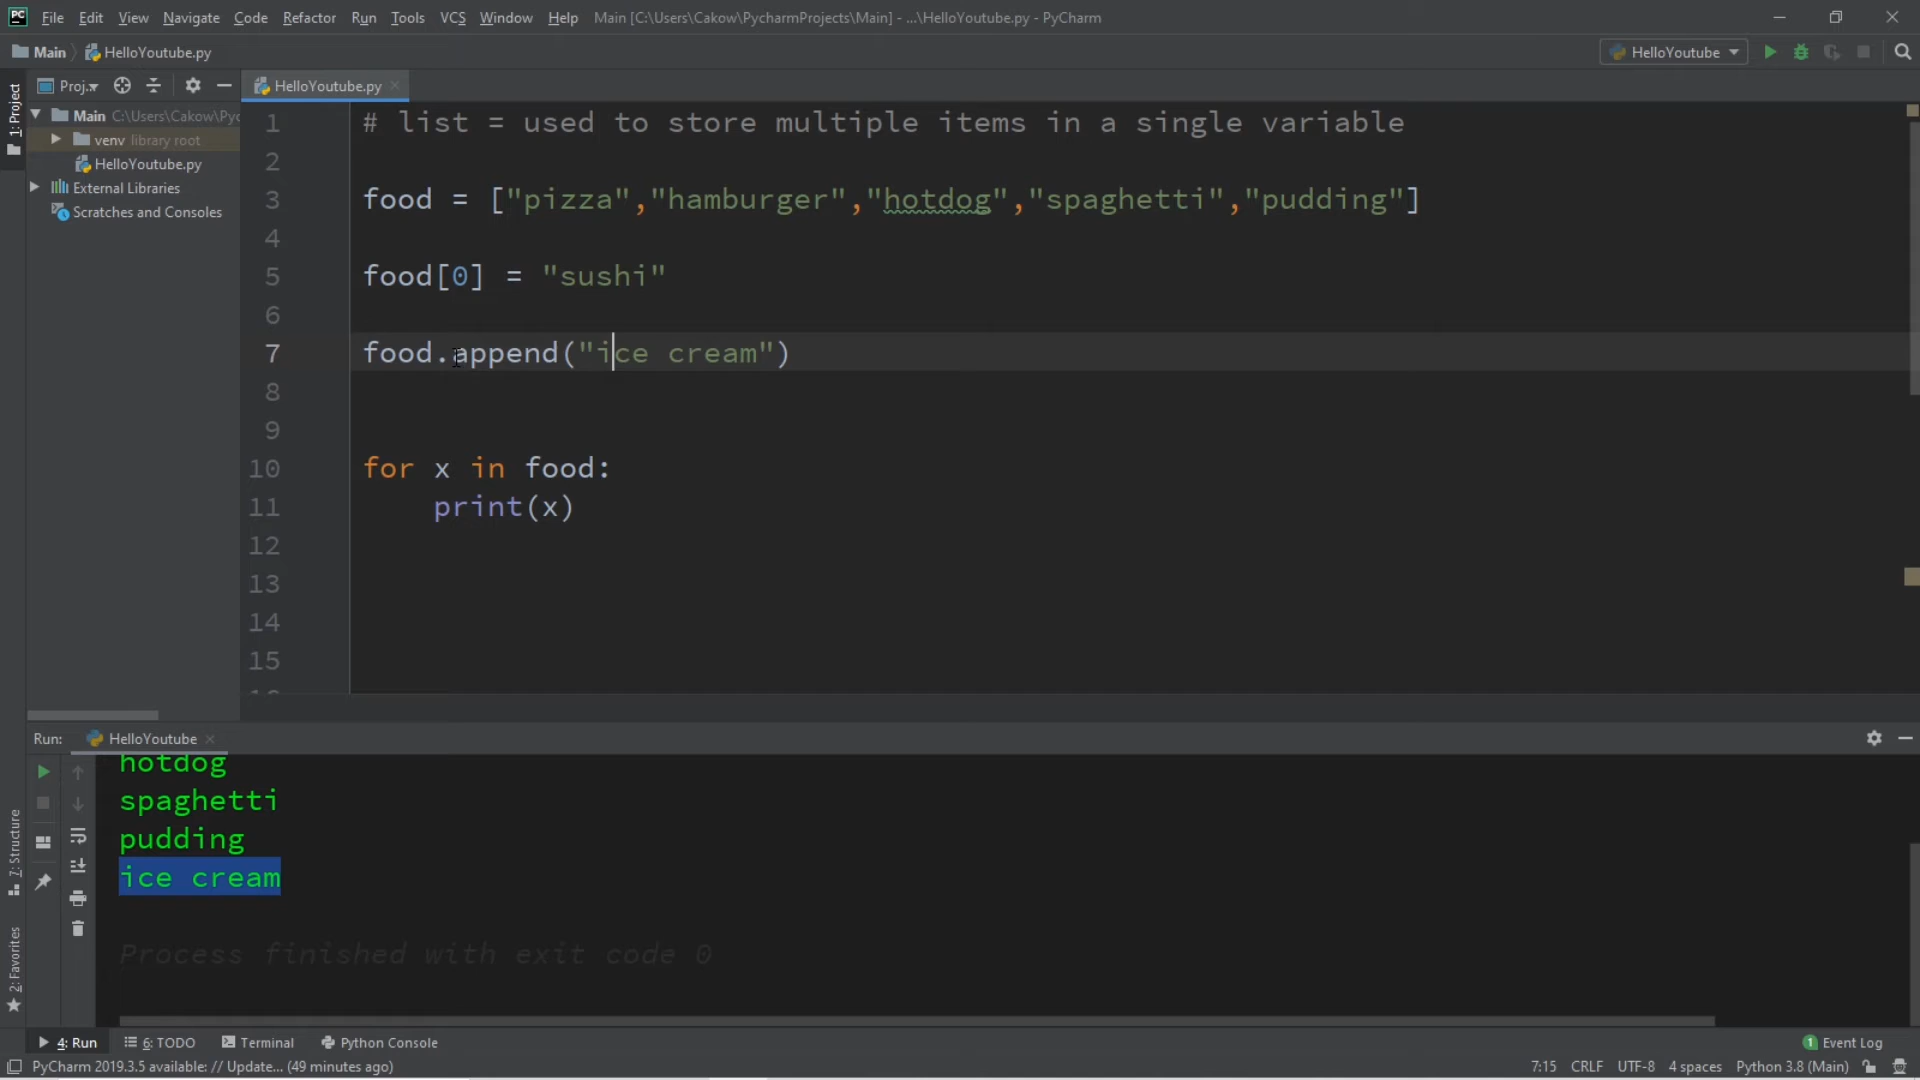 PC File Edit View Navigate Code Refactor Run Tools VCS Window Help Main [C:\Users\Cakow\PycharmProjects\Main] - ...\HelloYoutube.py - PyCharm
Main HelloYoutube.py HelloYoutube
1: Project Proj.. HelloYoutube.py
Main C:\Users\Cakow\Pyc
venv library root
HelloYoutube.py
External Libraries
Scratches and Consoles
1 # list = used to store multiple items in a single variable
2
3 food = ["pizza","hamburger","hotdog","spaghetti","pudding"]
4
5 food[0] = "sushi"
6
7 food.append("ice cream")
8
9
10 for x in food:
11 print(x)
12
13
14
15
Run: HelloYoutube
hotdog
spaghetti
pudding
ice cream
Process finished with exit code 0
7: Structure
2: Favorites
4: Run 6: TODO Terminal Python Console 1 Event Log
PyCharm 2019.3.5 available: // Update... (49 minutes ago) 7:15 CRLF UTF-8 4 spaces Python 3.8 (Main)